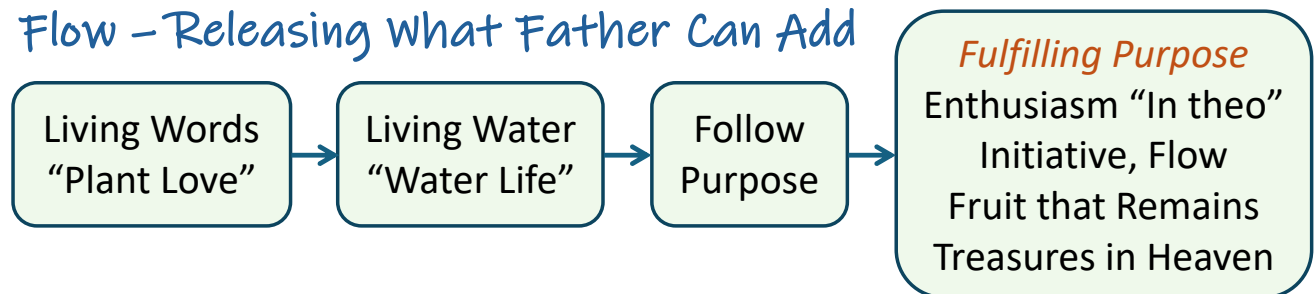 Flow – Releasing What Father Can Add
Living Words
“Plant Love”
Living Water
“Water Life”
Follow
Purpose
Fulfilling Purpose
Enthusiasm “In theo”
Initiative, Flow
Fruit that Remains
Treasures in Heaven